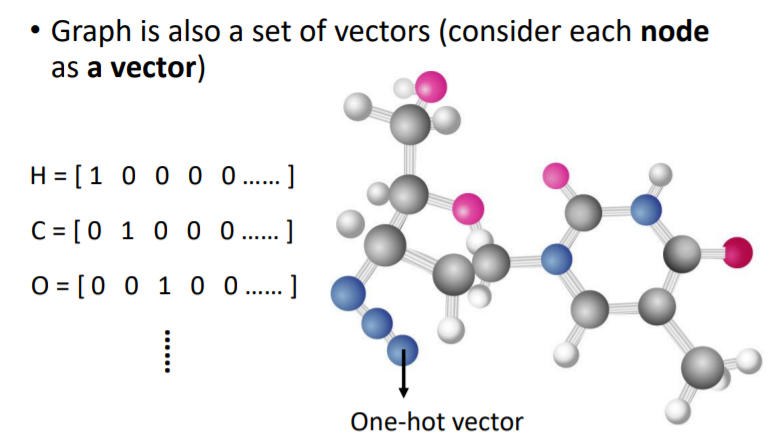 • Graph is also a set of vectors (consider each node
as a vector)
H = [ 1 0 0 0 0 …… ]
C = [ 0 1 0 0 0 …… ]
O = [ 0 0 1 0 0 …… ]
……
One-hot vector